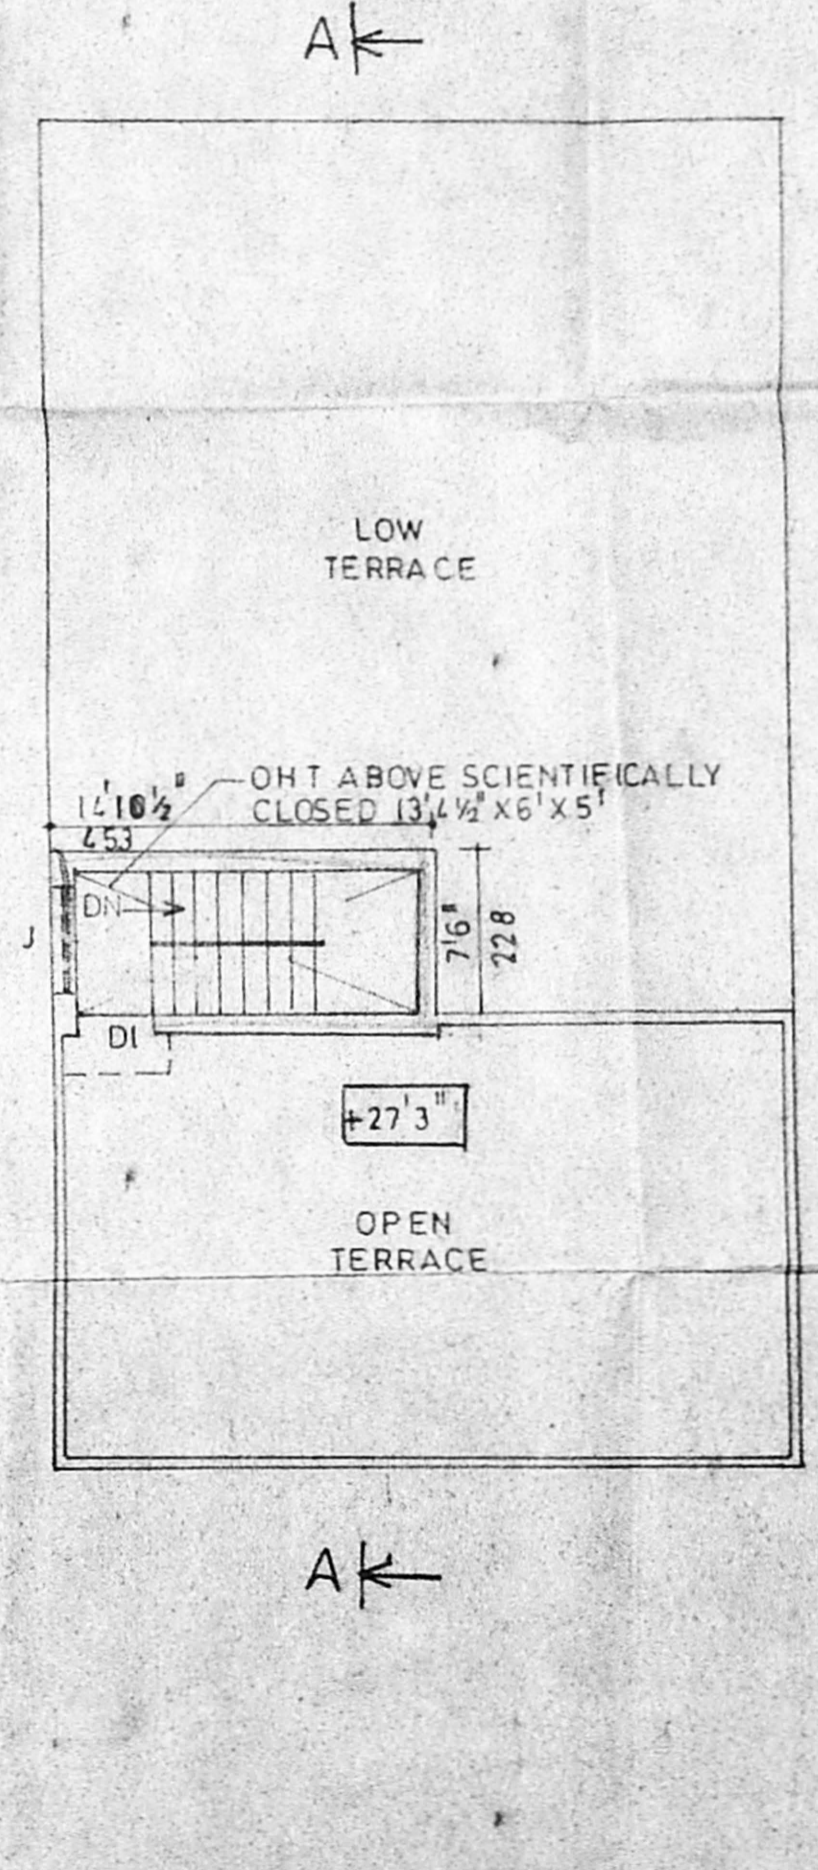 A
LOW
TERRACE
OHT ABOVE SCIENTIFICALLY
CLOSED 13'4½" X 6' X 5'
14'10½"
453
DN
J
7'6"
228
D1
+27'3"
OPEN
TERRACE
A